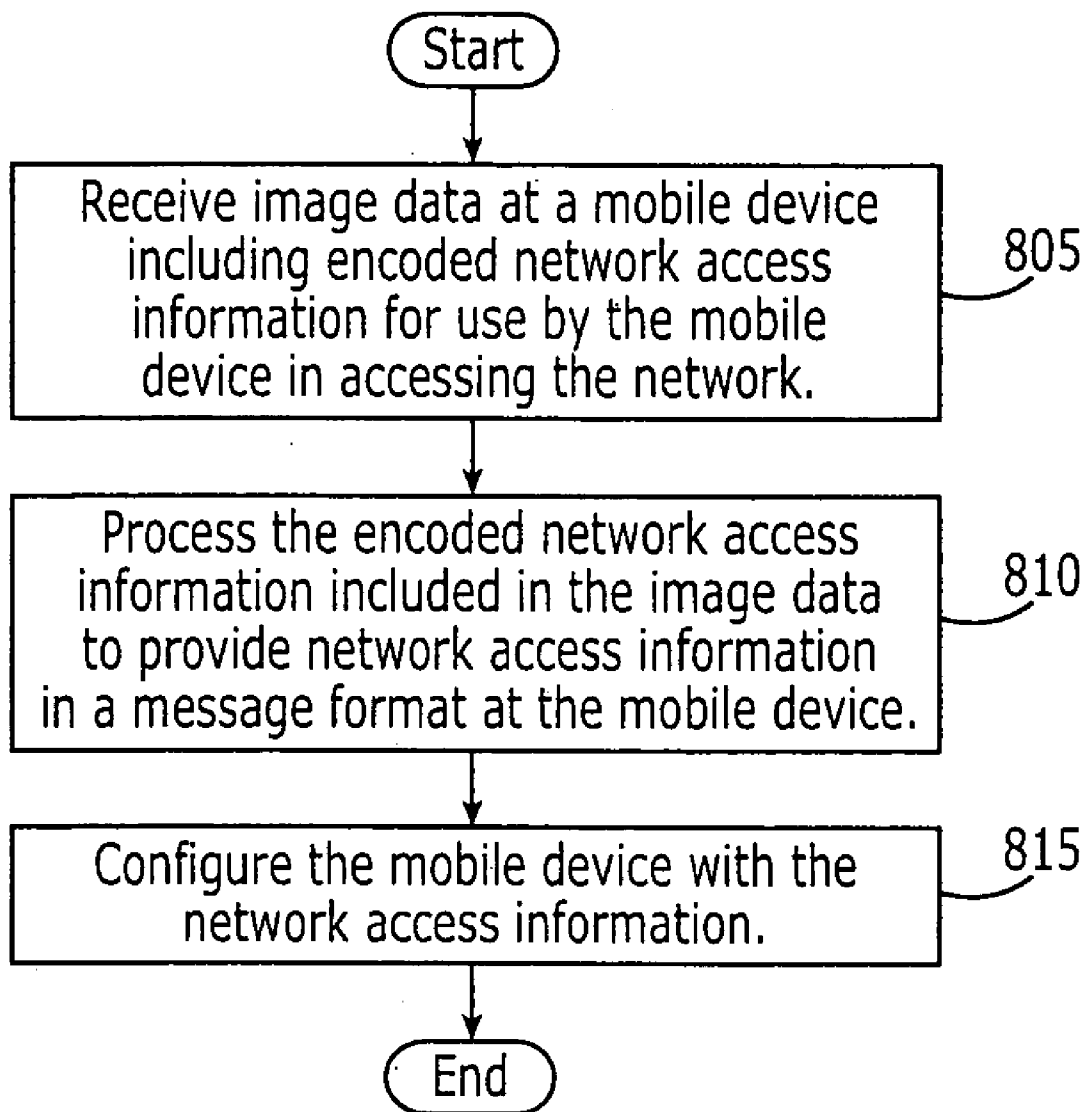 Start
Receive image data at a mobile device
including encoded network access
information for use by the mobile
device in accessing the network.
805
Process the encoded network access
information included in the image data
to provide network access information
in a message format at the mobile device.
810
Configure the mobile device with the
network access information.
815
End